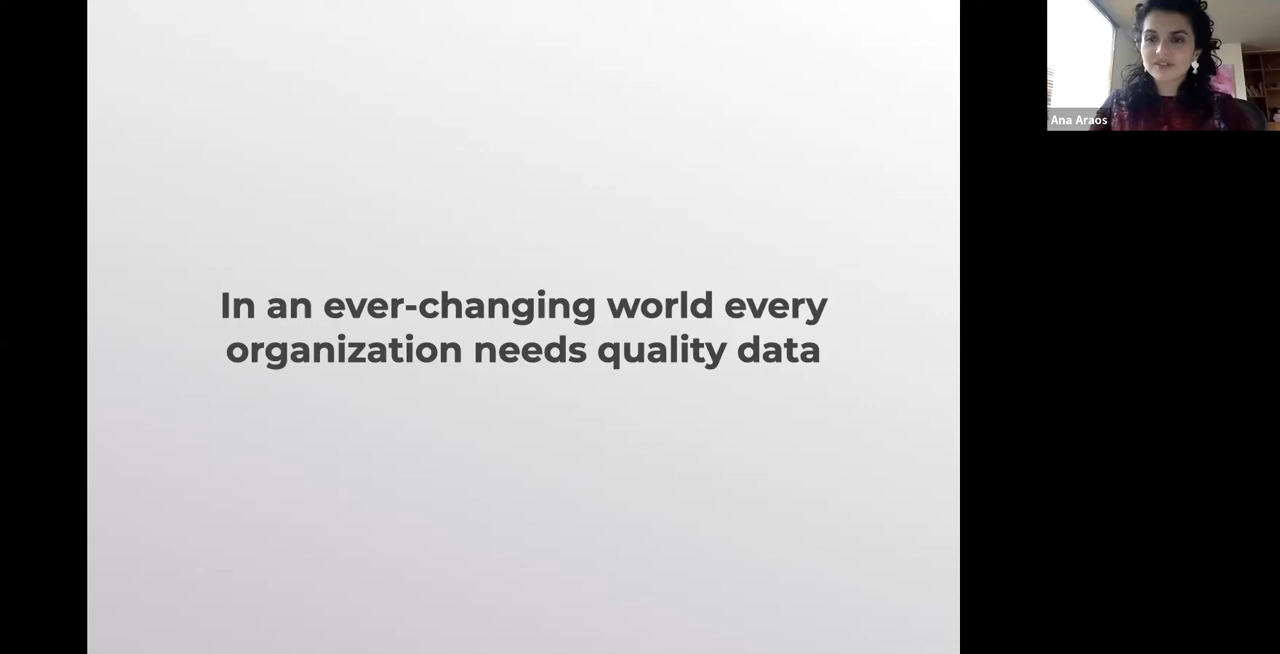 In an ever-changing world every
organization needs quality data
Ana Araos